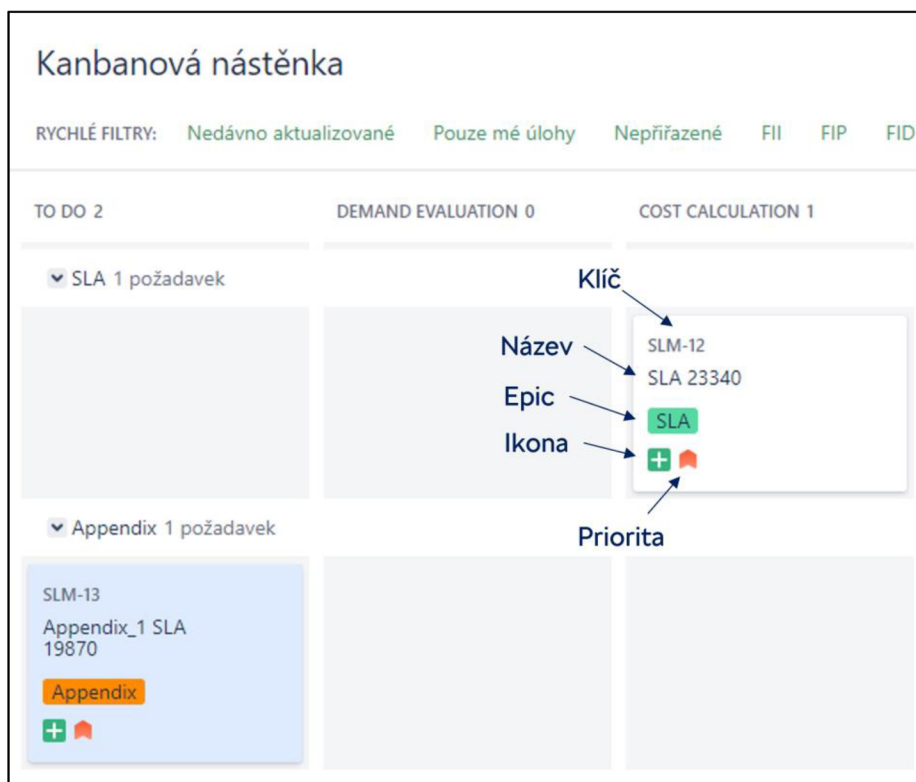 Kanbanová nástěnka
RYCHLÉ FILTRY: Nedávno aktualizované Pouze mé úlohy Nepřiřazené FII FIP FID
TO DO 2 DEMAND EVALUATION 0 COST CALCULATION 1
SLA 1 požadavek
Klíč
SLM-12
Název
SLA 23340
Epic
SLA
Ikona
Priorita
Appendix 1 požadavek
SLM-13
Appendix_1 SLA
19870
Appendix